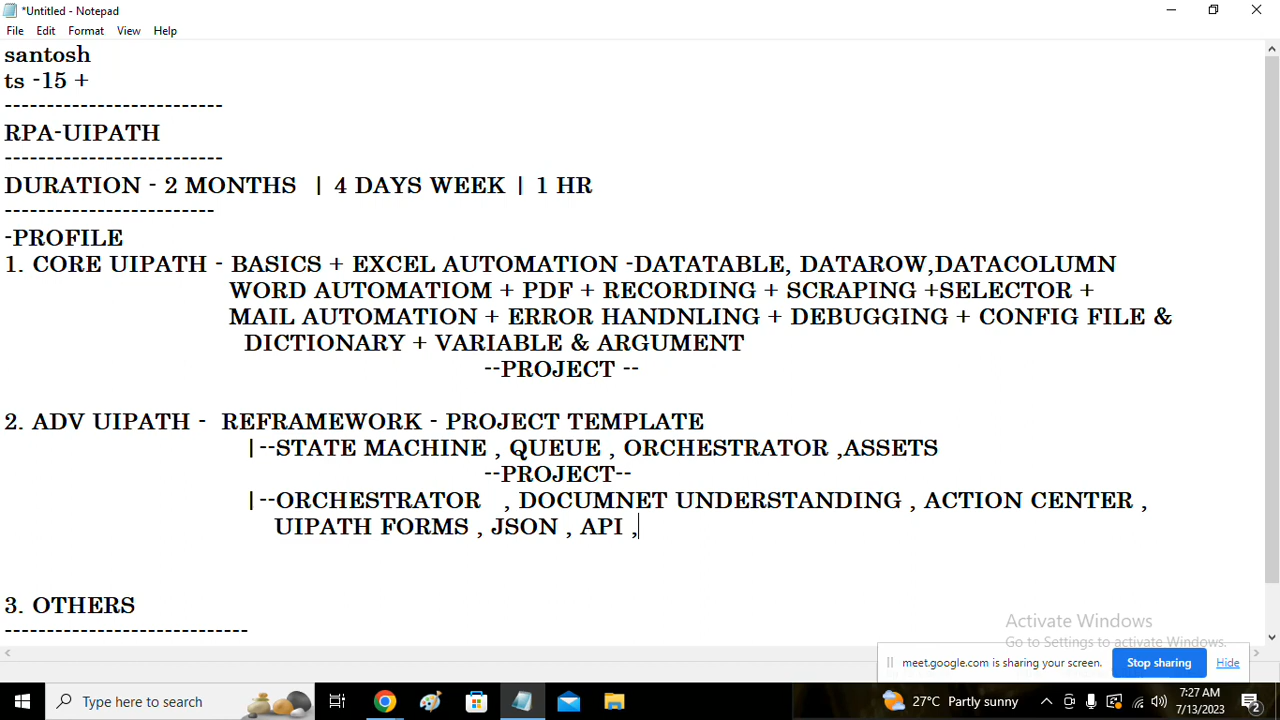 *Untitled - Notepad
File Edit Format View Help
santosh
ts -15 +
--------------------------
RPA-UIPATH
--------------------------
DURATION - 2 MONTHS | 4 DAYS WEEK | 1 HR
-------------------------
-PROFILE
1. CORE UIPATH - BASICS + EXCEL AUTOMATION -DATATABLE, DATAROW,DATACOLUMN
WORD AUTOMATIOM + PDF + RECORDING + SCRAPING +SELECTOR +
MAIL AUTOMATION + ERROR HANDNLING + DEBUGGING + CONFIG FILE &
DICTIONARY + VARIABLE & ARGUMENT
--PROJECT --
2. ADV UIPATH - REFRAMEWORK - PROJECT TEMPLATE
|--STATE MACHINE , QUEUE , ORCHESTRATOR ,ASSETS
--PROJECT--
|--ORCHESTRATOR , DOCUMNET UNDERSTANDING , ACTION CENTER ,
UIPATH FORMS , JSON , API ,
3. OTHERS
-----------------------------
Activate Windows
Go to Settings to activate Windows.
meet.google.com is sharing your screen. Stop sharing Hide
Type here to search
27°C Partly sunny
7:27 AM
7/13/2023
2